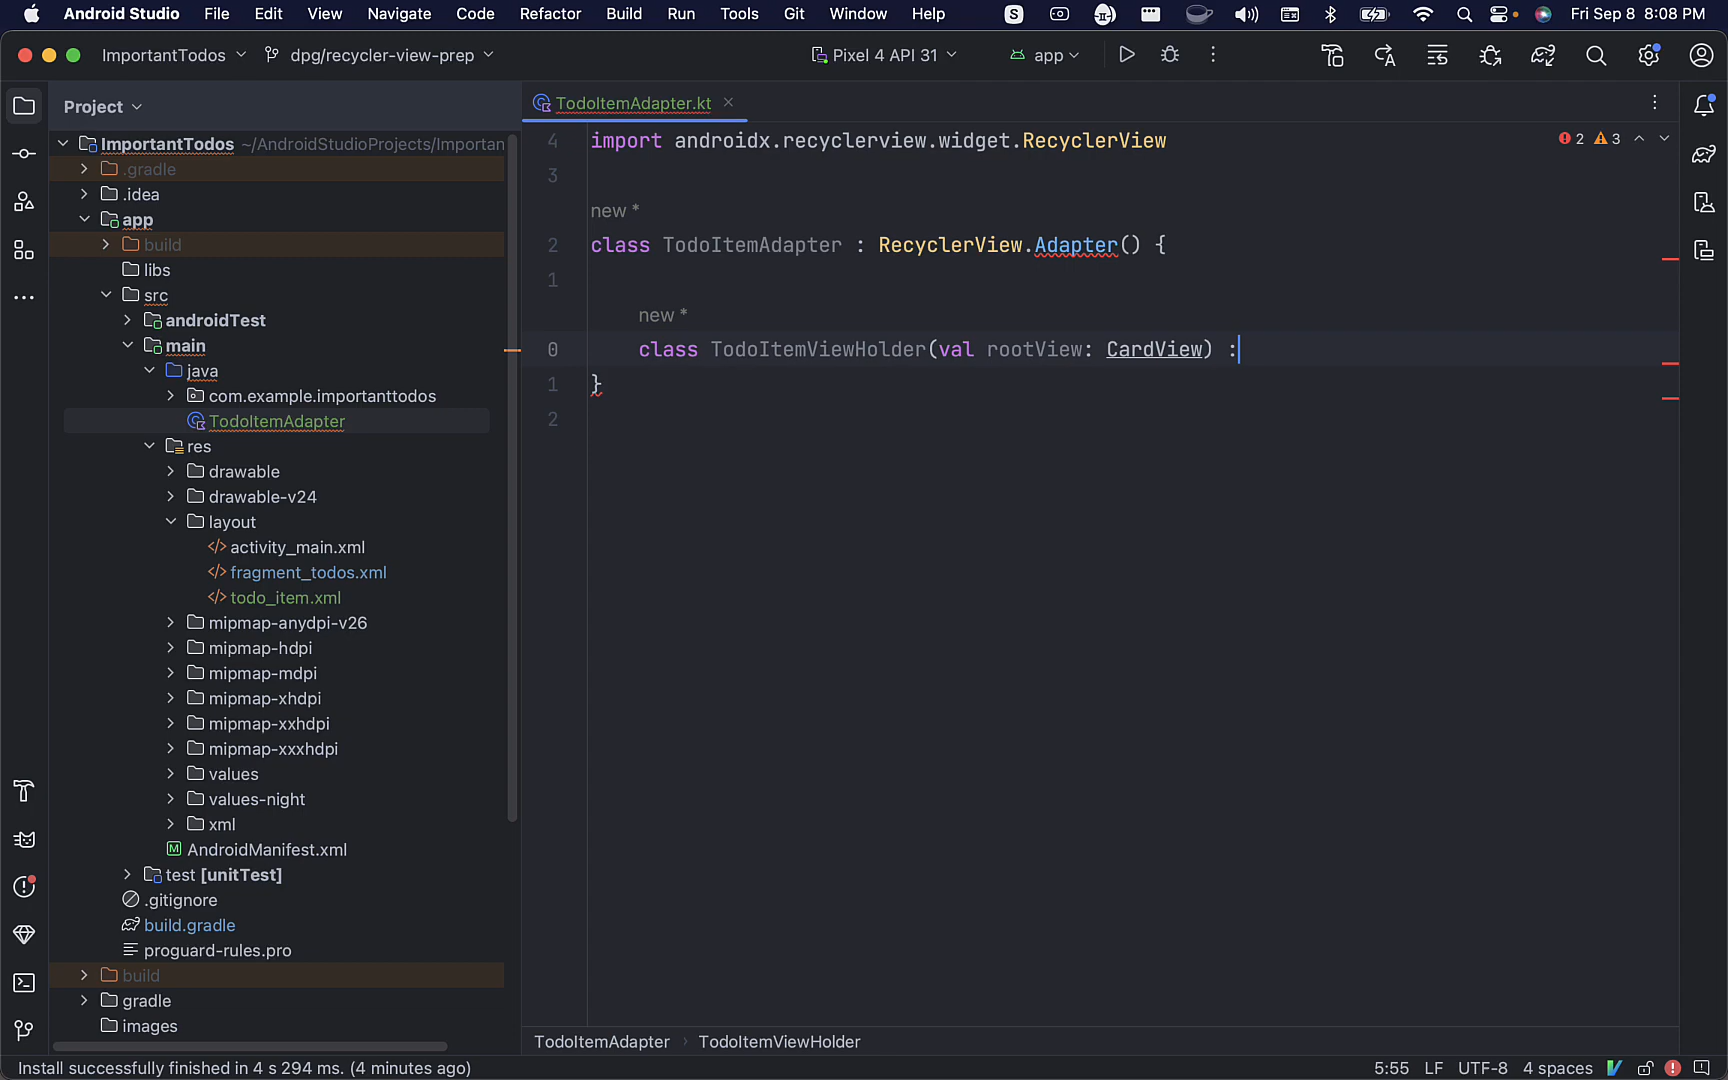 Android Studio File Edit View Navigate Code Refactor Build Run Tools Git Window Help S Fri Sep 8 8:08 PM
ImportantTodos dpg/recycler-view-prep Pixel 4 API 31 app
Project
TodoItemAdapter.kt
ImportantTodos ~/AndroidStudioProjects/Importan
.gradle
.idea
app
build
libs
src
androidTest
main
java
com.example.importanttodos
TodoItemAdapter
res
drawable
drawable-v24
layout
activity_main.xml
fragment_todos.xml
todo_item.xml
mipmap-anydpi-v26
mipmap-hdpi
mipmap-mdpi
mipmap-xhdpi
mipmap-xxhdpi
mipmap-xxxhdpi
values
values-night
xml
AndroidManifest.xml
test [unitTest]
.gitignore
build.gradle
proguard-rules.pro
build
gradle
images
4 import androidx.recyclerview.widget.RecyclerView
2 3
3
new *
2 class TodoItemAdapter : RecyclerView.Adapter() {
1
new *
0 class TodoItemViewHolder(val rootView: CardView) :
1 }
2
TodoItemAdapter TodoItemViewHolder
Install successfully finished in 4 s 294 ms. (4 minutes ago) 5:55 LF UTF-8 4 spaces